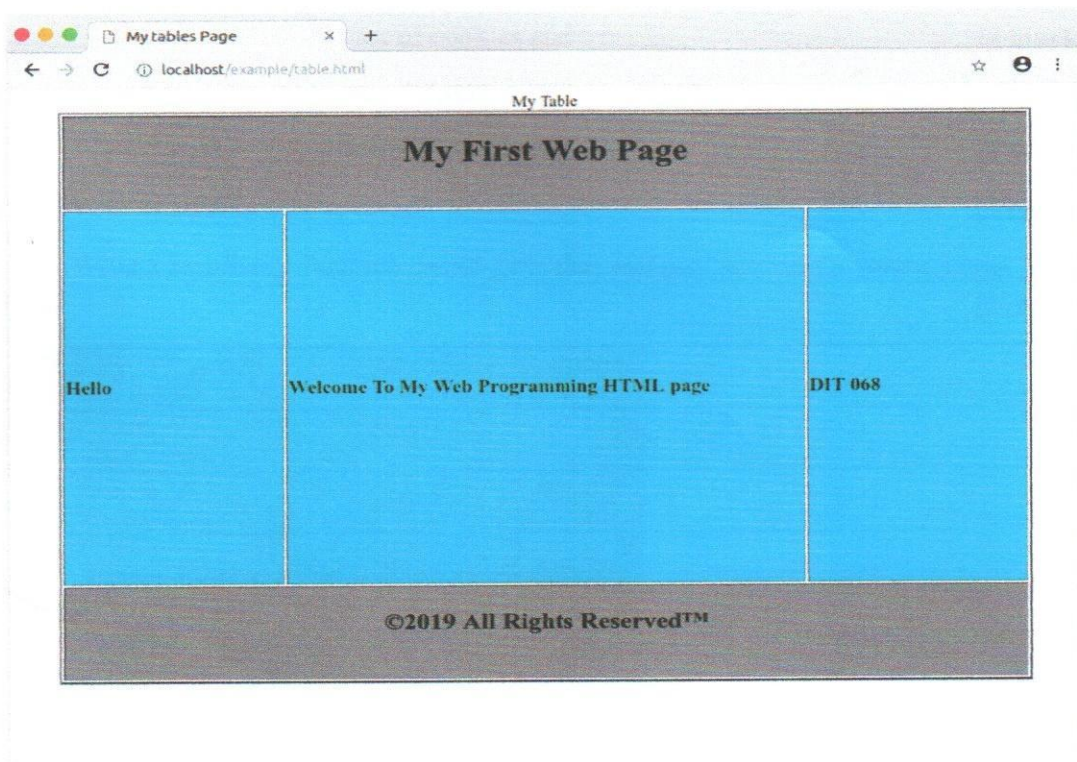 My tables Page
localhost/example/table.html
My Table
My First Web Page
Hello
Welcome To My Web Programming HTML page
DIT 068
©2019 All Rights Reserved™